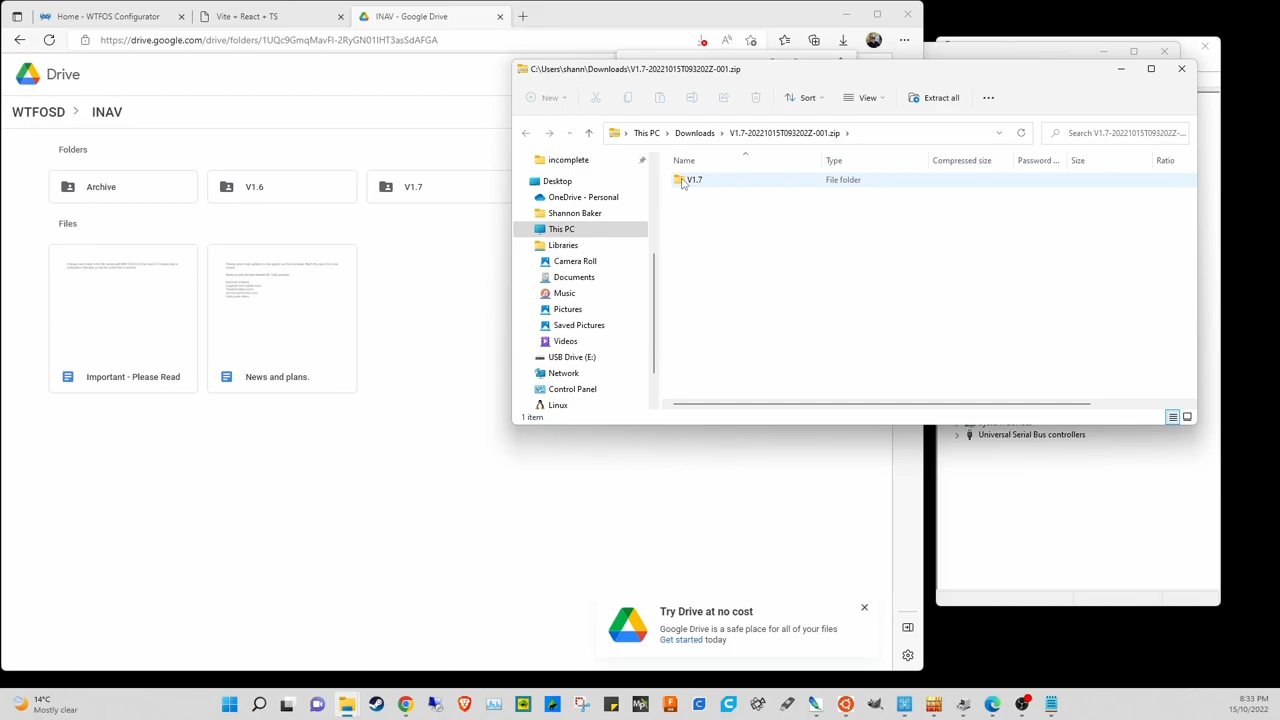 Home - WTFOS Configurator
Vite + React + TS
INAV - Google Drive
https://drive.google.com/drive/folders/1UQc9GmqMavFI-2RyGN01IHT3asSdAFGA
Drive
WTFOSD > INAV
Folders
Archive
V1.6
V1.7
Files
Important - Please Read
News and plans.
C:\Users\shann\Downloads\V1.7-20221015T093202Z-001.zip
New
Sort
View
Extract all
This PC > Downloads > V1.7-20221015T093202Z-001.zip >
Search V1.7-20221015T093202Z-...
Name
Type
Compressed size
Password ...
Size
Ratio
V1.7
File folder
incomplete
Desktop
OneDrive - Personal
Shannon Baker
This PC
Libraries
Camera Roll
Documents
Music
Pictures
Saved Pictures
Videos
USB Drive (E:)
Network
Control Panel
Linux
1 item
Universal Serial Bus controllers
Try Drive at no cost
Google Drive is a safe place for all of your files
Get started today
14°C
Mostly clear
8:33 PM
15/10/2022